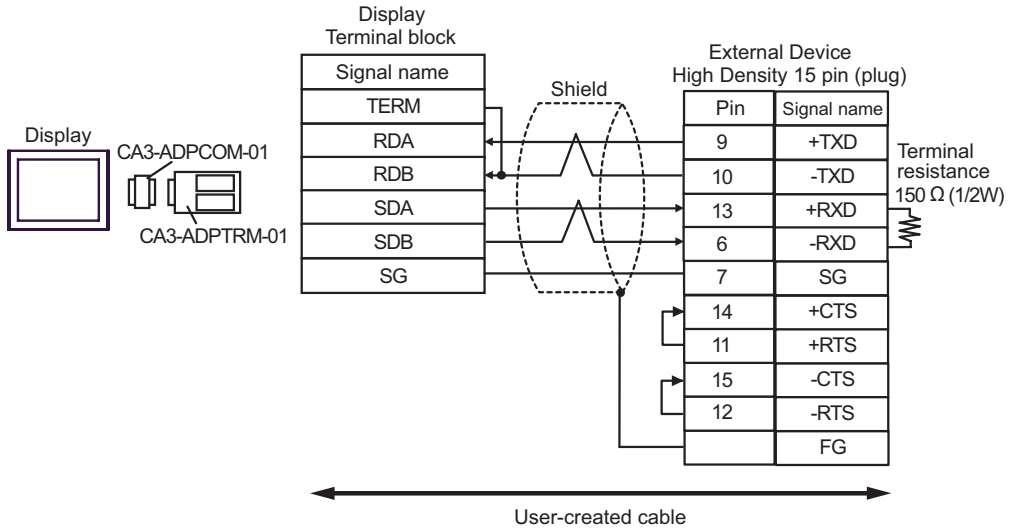 Display
CA3-ADPCOM-01
CA3-ADPTRM-01
Display
Terminal block
Signal name
TERM
RDA
RDB
SDA
SDB
SG
Shield
External Device
High Density 15 pin (plug)
Pin Signal name
9 +TXD
10 -TXD
13 +RXD
6 -RXD
7 SG
14 +CTS
11 +RTS
15 -CTS
12 -RTS
FG
Terminal
resistance
150 Ω (1/2W)
User-created cable